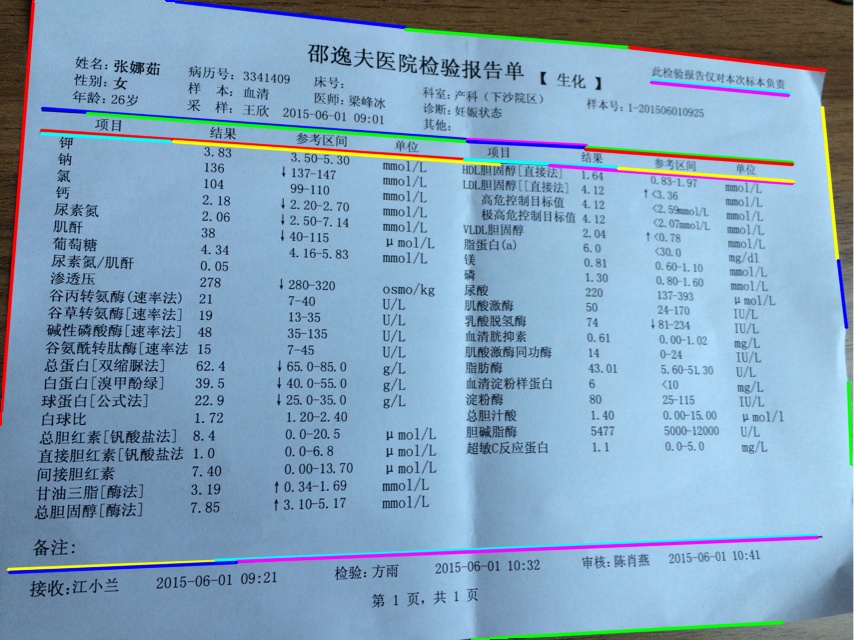 邵逸夫医院检验报告单 【 生化 】
此检验报告仅对本次标本负责
姓名: 张娜茹 病历号: 3341409 床号: 科室: 产科 (下沙院区) 样本号: 1-201506010925
性别: 女 样 本: 血清 医师: 梁峰冰 诊断: 妊娠状态
年龄: 26岁 采 样: 王欣 2015-06-01 09:01 其他:
项目 结果 参考区间 单位 项目 结果 参考区间 单位
钾 3.83 3.50-5.30 mmol/L HDL胆固醇[直接法] 1.64 0.83-1.97 mmol/L
钠 136 ↓137-147 mmol/L LDL胆固醇[[直接法] 4.12 ↑<3.36 mmol/L
氯 104 99-110 mmol/L 高危控制目标值 4.12 <2.59mmol/L mmol/L
钙 2.18 ↓2.20-2.70 mmol/L 极高危控制目标值 4.12 <2.07mmol/L mmol/L
尿素氮 2.06 ↓2.50-7.14 mmol/L VLDL胆固醇 2.04 ↑<0.78 mmol/L
肌酐 38 ↓40-115 μmol/L 脂蛋白(a) 6.0 <30.0 mg/dl
葡萄糖 4.34 4.16-5.83 mmol/L 镁 0.81 0.60-1.10 mmol/L
尿素氮/肌酐 0.05 磷 1.30 0.80-1.60 mmol/L
渗透压 278 ↓280-320 osmo/kg 尿酸 220 137-393 μmol/L
谷丙转氨酶(速率法) 21 7-40 U/L 肌酸激酶 50 24-170 IU/L
谷草转氨酶[速率法] 19 13-35 U/L 乳酸脱氢酶 74 ↓81-234 IU/L
碱性磷酸酶[速率法] 48 35-135 U/L 血清胱抑素 0.61 0.00-1.02 mg/L
谷氨酰转肽酶[速率法 15 7-45 U/L 肌酸激酶同功酶 14 0-24 IU/L
总蛋白[双缩脲法] 62.4 ↓65.0-85.0 g/L 脂肪酶 43.01 5.60-51.30 U/L
白蛋白[溴甲酚绿] 39.5 ↓40.0-55.0 g/L 血清淀粉样蛋白 6 <10 mg/L
球蛋白[公式法] 22.9 ↓25.0-35.0 g/L 淀粉酶 80 25-115 IU/L
白球比 1.72 1.20-2.40 总胆汁酸 1.40 0.00-15.00 μmol/l
总胆红素[钒酸盐法] 8.4 0.0-20.5 μmol/L 胆碱脂酶 5477 5000-12000 U/L
直接胆红素[钒酸盐法 1.0 0.0-6.8 μmol/L 超敏C反应蛋白 1.1 0.0-5.0 mg/L
间接胆红素 7.40 0.00-13.70 μmol/L
甘油三脂[酶法] 3.19 ↑0.34-1.69 mmol/L
总胆固醇[酶法] 7.85 ↑3.10-5.17 mmol/L
备注:
接收: 江小兰 2015-06-01 09:21 检验: 方雨 2015-06-01 10:32 审核: 陈肖燕 2015-06-01 10:41
第 1 页, 共 1 页